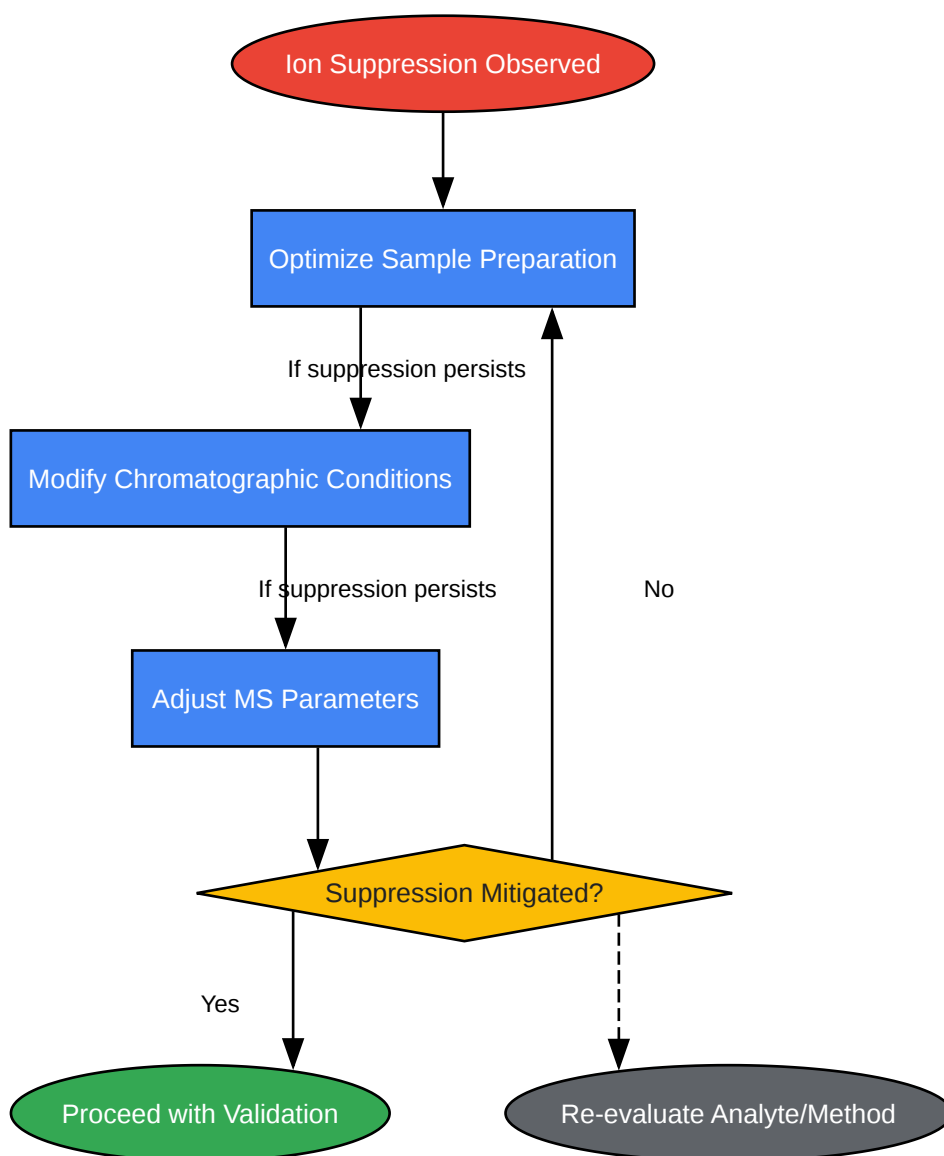 Ion Suppression Observed
Optimize Sample Preparation
If suppression persists
Modify Chromatographic Conditions
If suppression persists
No
Adjust MS Parameters
Suppression Mitigated?
Yes
Proceed with Validation
Re-evaluate Analyte/Method